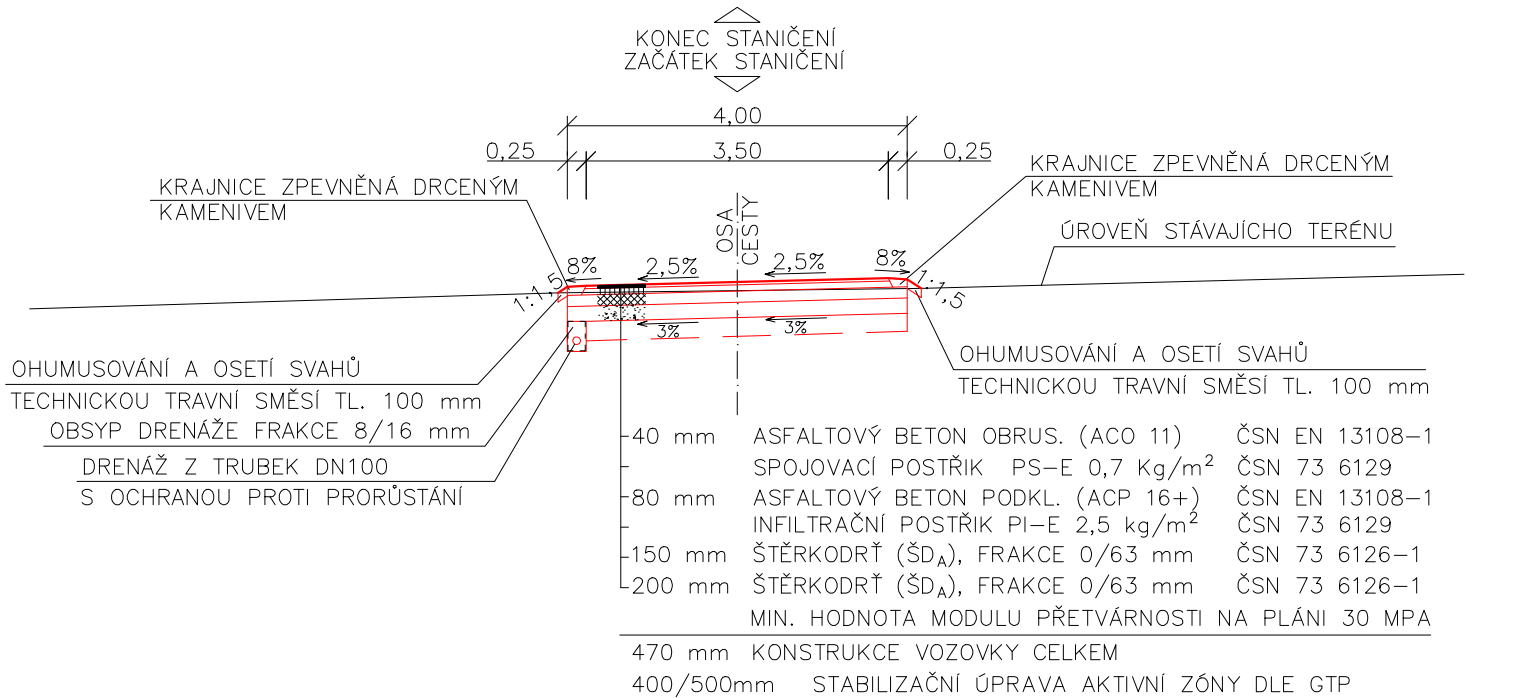 KONEC STANIČENÍ
ZAČÁTEK STANIČENÍ
4,00
0,25
3,50
0,25
KRAJNICE ZPEVNĚNÁ DRCENÝM
KAMENIVEM
KRAJNICE ZPEVNĚNÁ DRCENÝM
KAMENIVEM
OSA
CESTY
ÚROVEŇ STÁVAJÍCHO TERÉNU
8%
2,5%
2,5%
8%
1:1,5
1:1,5
3%
3%
OHUMUSOVÁNÍ A OSETÍ SVAHŮ
TECHNICKOU TRAVNÍ SMĚSÍ TL. 100 mm
OHUMUSOVÁNÍ A OSETÍ SVAHŮ
TECHNICKOU TRAVNÍ SMĚSÍ TL. 100 mm
OBSYP DRENÁŽE FRAKCE 8/16 mm
DRENÁŽ Z TRUBEK DN100
S OCHRANOU PROTI PRORŮSTÁNÍ
40 mm ASFALTOVÝ BETON OBRUS. (ACO 11) ČSN EN 13108-1
SPOJOVACÍ POSTŘIK PS-E 0,7 Kg/m² ČSN 73 6129
80 mm ASFALTOVÝ BETON PODKL. (ACP 16+) ČSN EN 13108-1
INFILTRAČNÍ POSTŘIK PI-E 2,5 kg/m² ČSN 73 6129
150 mm ŠTĚRKODRŤ (ŠDA), FRAKCE 0/63 mm ČSN 73 6126-1
200 mm ŠTĚRKODRŤ (ŠDA), FRAKCE 0/63 mm ČSN 73 6126-1
MIN. HODNOTA MODULU PŘETVÁRNOSTI NA PLÁNI 30 MPA
470 mm KONSTRUKCE VOZOVKY CELKEM
400/500mm STABILIZAČNÍ ÚPRAVA AKTIVNÍ ZÓNY DLE GTP